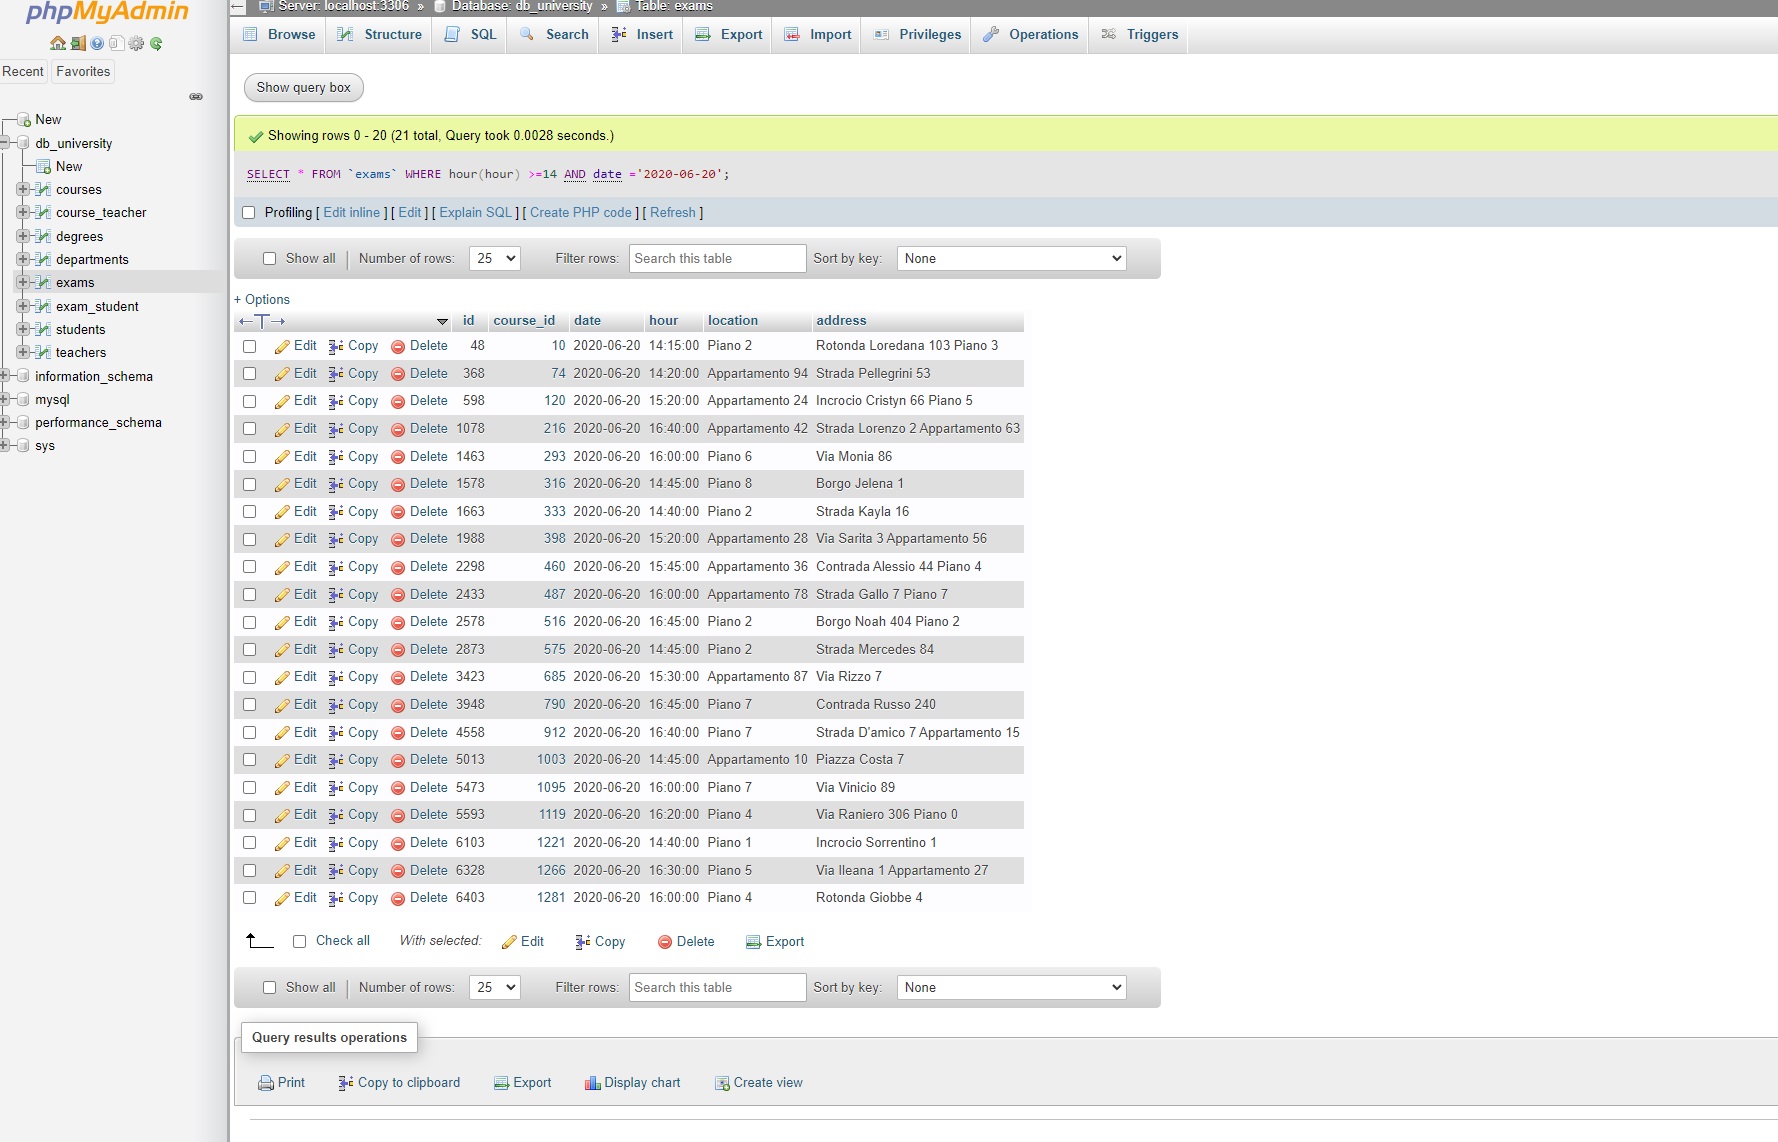 phpMyAdmin
Recent Favorites
New
db_university
New
courses
course_teacher
degrees
departments
exams
exam_student
students
teachers
information_schema
mysql
performance_schema
sys
Server: localhost:3306 » Database: db_university » Table: exams
Browse Structure SQL Search Insert Export Import Privileges Operations Triggers
Show query box
Showing rows 0 - 20 (21 total, Query took 0.0028 seconds.)
SELECT * FROM `exams` WHERE hour(hour) >=14 AND date ='2020-06-20';
Profiling [ Edit inline ] [ Edit ] [ Explain SQL ] [ Create PHP code ] [ Refresh ]
Show all | Number of rows: 25 Filter rows: Search this table Sort by key: None
+ Options
←T→ id course_id date hour location address
Edit Copy Delete 48 10 2020-06-20 14:15:00 Piano 2 Rotonda Loredana 103 Piano 3
Edit Copy Delete 368 74 2020-06-20 14:20:00 Appartamento 94 Strada Pellegrini 53
Edit Copy Delete 598 120 2020-06-20 15:20:00 Appartamento 24 Incrocio Cristyn 66 Piano 5
Edit Copy Delete 1078 216 2020-06-20 16:40:00 Appartamento 42 Strada Lorenzo 2 Appartamento 63
Edit Copy Delete 1463 293 2020-06-20 16:00:00 Piano 6 Via Monia 86
Edit Copy Delete 1578 316 2020-06-20 14:45:00 Piano 8 Borgo Jelena 1
Edit Copy Delete 1663 333 2020-06-20 14:40:00 Piano 2 Strada Kayla 16
Edit Copy Delete 1988 398 2020-06-20 15:20:00 Appartamento 28 Via Sarita 3 Appartamento 56
Edit Copy Delete 2298 460 2020-06-20 15:45:00 Appartamento 36 Contrada Alessio 44 Piano 4
Edit Copy Delete 2433 487 2020-06-20 16:00:00 Appartamento 78 Strada Gallo 7 Piano 7
Edit Copy Delete 2578 516 2020-06-20 16:45:00 Piano 2 Borgo Noah 404 Piano 2
Edit Copy Delete 2873 575 2020-06-20 14:45:00 Piano 2 Strada Mercedes 84
Edit Copy Delete 3423 685 2020-06-20 15:30:00 Appartamento 87 Via Rizzo 7
Edit Copy Delete 3948 790 2020-06-20 16:45:00 Piano 7 Contrada Russo 240
Edit Copy Delete 4558 912 2020-06-20 16:40:00 Piano 7 Strada D'amico 7 Appartamento 15
Edit Copy Delete 5013 1003 2020-06-20 14:45:00 Appartamento 10 Piazza Costa 7
Edit Copy Delete 5473 1095 2020-06-20 16:00:00 Piano 7 Via Vinicio 89
Edit Copy Delete 5593 1119 2020-06-20 16:20:00 Piano 4 Via Raniero 306 Piano 0
Edit Copy Delete 6103 1221 2020-06-20 14:40:00 Piano 1 Incrocio Sorrentino 1
Edit Copy Delete 6328 1266 2020-06-20 16:30:00 Piano 5 Via Ileana 1 Appartamento 27
Edit Copy Delete 6403 1281 2020-06-20 16:00:00 Piano 4 Rotonda Giobbe 4
Check all With selected: Edit Copy Delete Export
Show all | Number of rows: 25 Filter rows: Search this table Sort by key: None
Query results operations
Print Copy to clipboard Export Display chart Create view